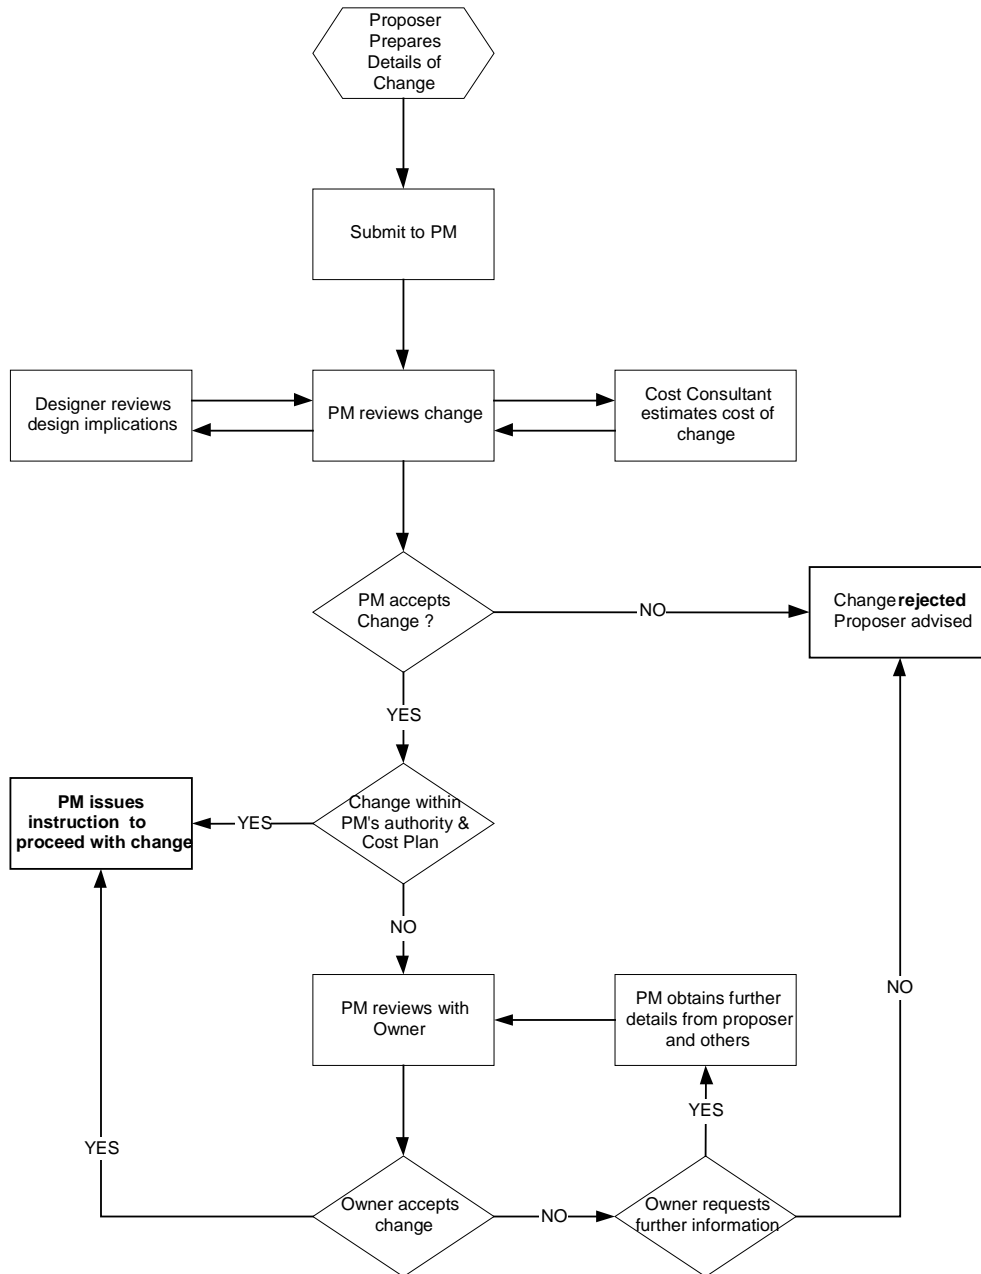 Proposer
Prepares
Details of
Change
Submit to PM
Designer reviews
design implications
PM reviews change
Cost Consultant
estimates cost of
change
PM accepts
Change ?
NO
Change rejected
Proposer advised
YES
PM issues
instruction to
proceed with change
YES
Change within
PM's authority &
Cost Plan
NO
PM reviews with
Owner
PM obtains further
details from proposer
and others
NO
YES
YES
Owner accepts
change
NO
Owner requests
further information